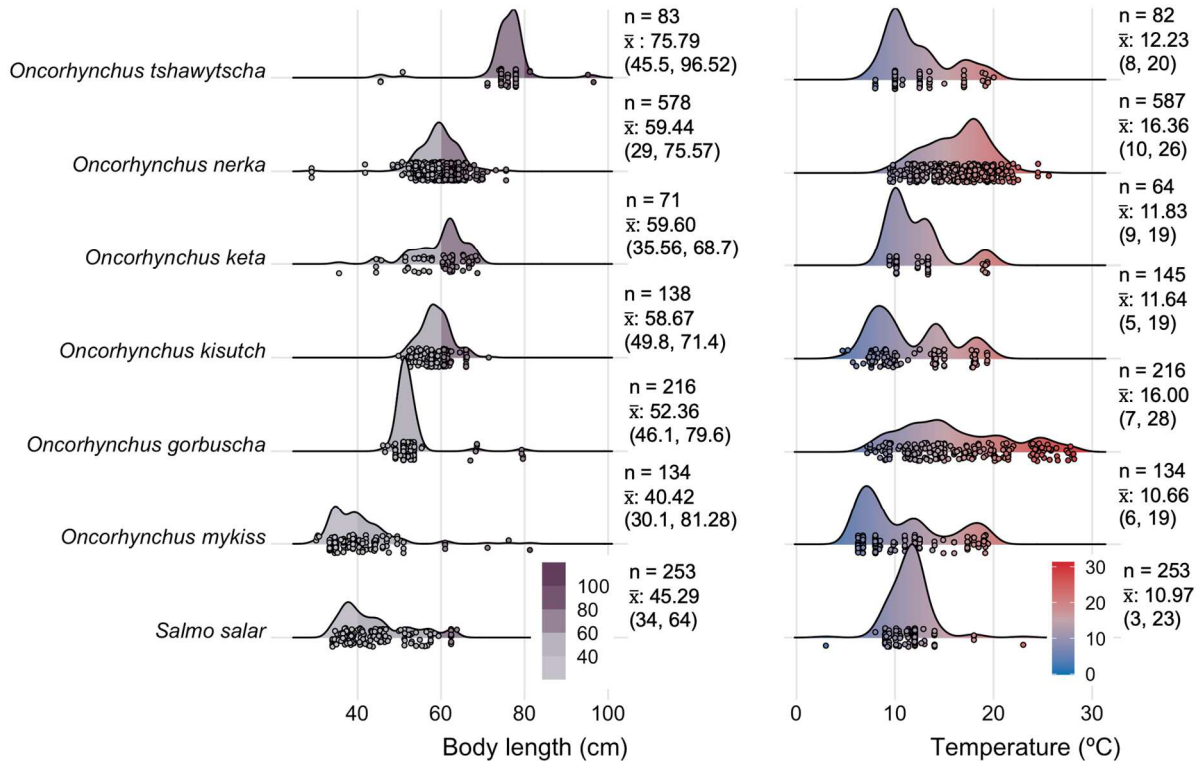 Oncorhynchus tshawytscha
n = 83
x̄ : 75.79
(45.5, 96.52)
n = 82
x̄: 12.23
(8, 20)
Oncorhynchus nerka
n = 578
x̄: 59.44
(29, 75.57)
n = 587
x̄: 16.36
(10, 26)
Oncorhynchus keta
n = 71
x̄: 59.60
(35.56, 68.7)
n = 64
x̄: 11.83
(9, 19)
Oncorhynchus kisutch
n = 138
x̄: 58.67
(49.8, 71.4)
n = 145
x̄: 11.64
(5, 19)
Oncorhynchus gorbuscha
n = 216
x̄: 52.36
(46.1, 79.6)
n = 216
x̄: 16.00
(7, 28)
Oncorhynchus mykiss
n = 134
x̄: 40.42
(30.1, 81.28)
n = 134
x̄: 10.66
(6, 19)
Salmo salar
100
80
60
40
n = 253
x̄: 45.29
(34, 64)
30
20
10
0
n = 253
x̄: 10.97
(3, 23)
40 60 80 100
Body length (cm)
0 10 20 30
Temperature (ºC)